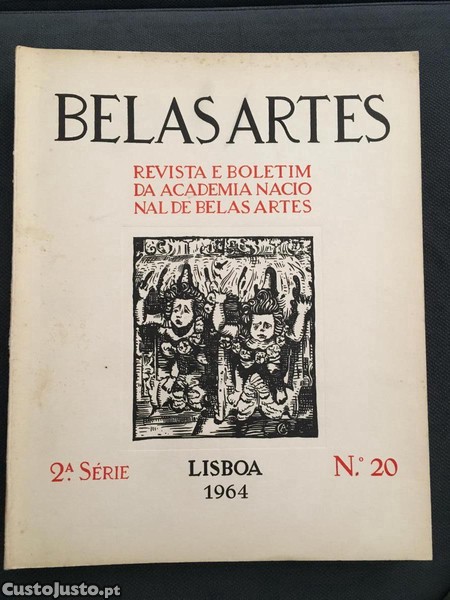 BELAS ARTES
REVISTA E BOLETIM
DA ACADEMIA NACIO
NAL DE BELAS ARTES
2.ª SÉRIE
LISBOA
N.º 20
1964
CustoJusto.pt